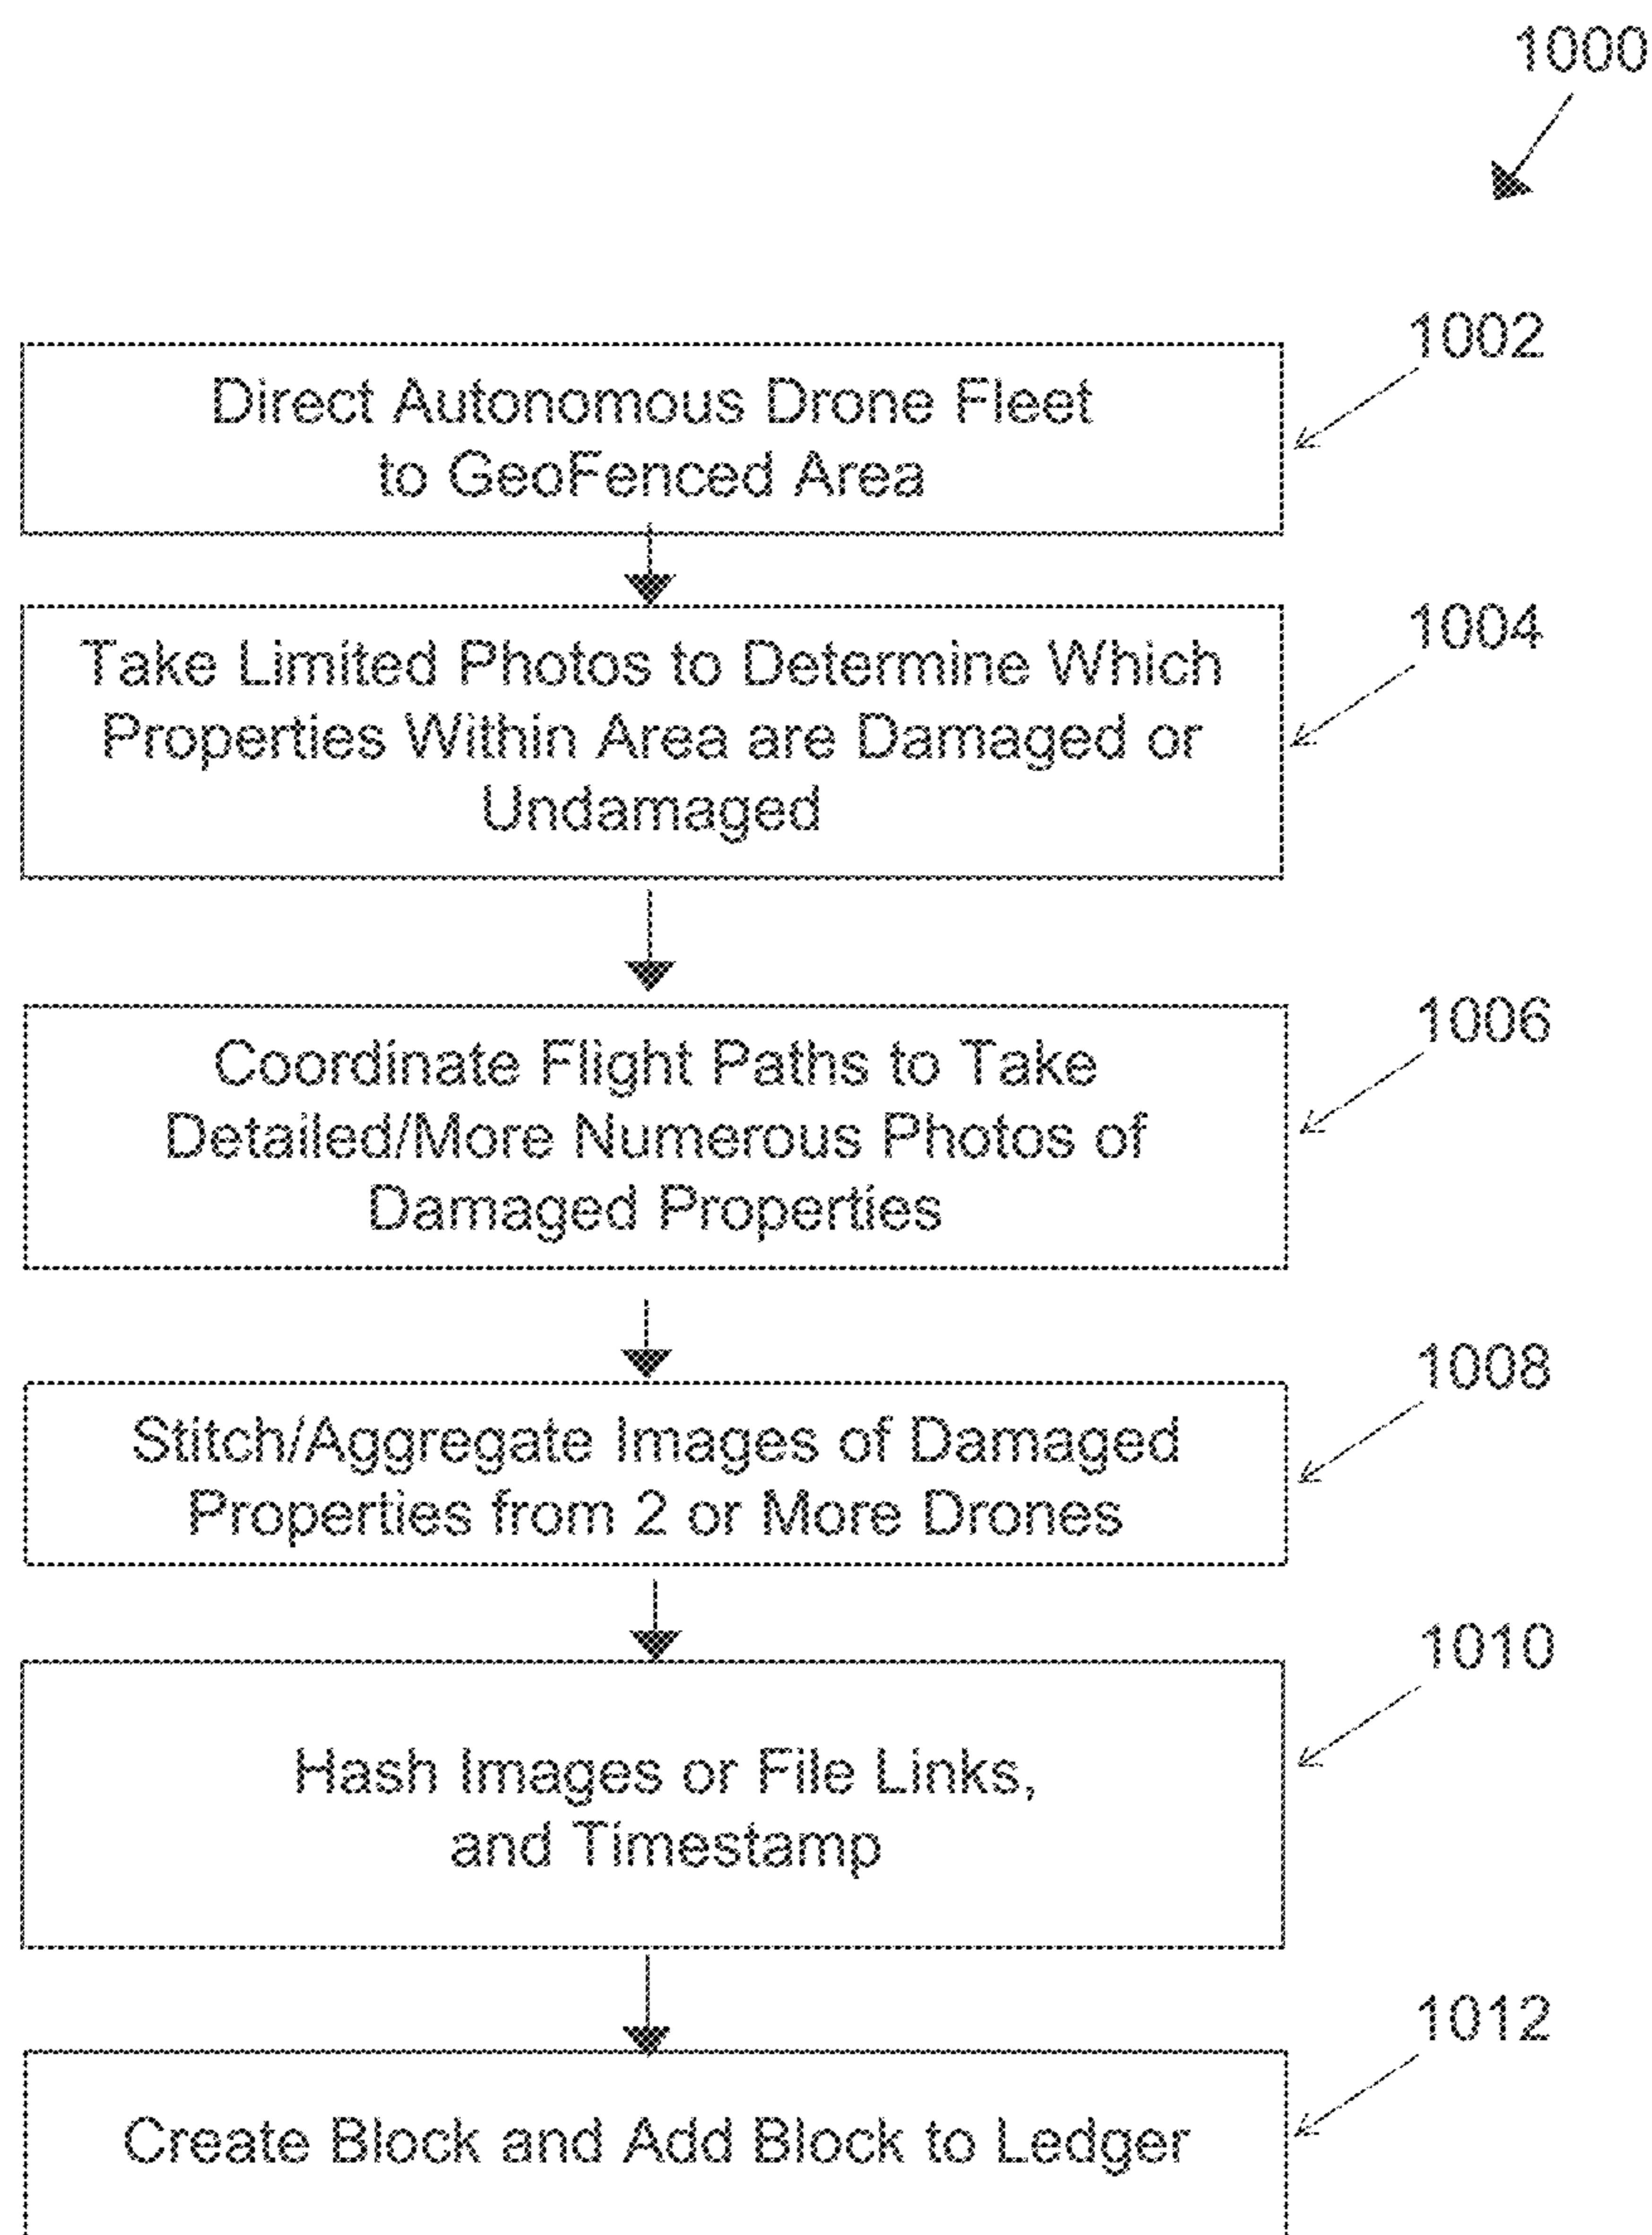 1000
1002
Direct Autonomous Drone Fleet
to GeoFenced Area
1004
Take Limited Photos to Determine Which
Properties Within Area are Damaged or
Undamaged
1006
Coordinate Flight Paths to Take
Detailed/More Numerous Photos of
Damaged Properties
1008
Stitch/Aggregate Images of Damaged
Properties from 2 or More Drones
1010
Hash Images or File Links,
and Timestamp
1012
Create Block and Add Block to Ledger